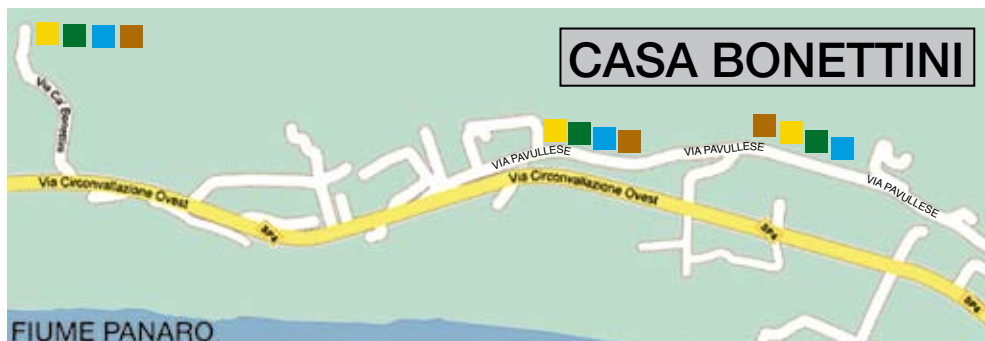 CASA BONETTINI
Via Ca' Bonettini
VIA PAVULLESE
VIA PAVULLESE
VIA PAVULLESE
Via Circonvallazione Ovest
Via Circonvallazione Ovest
SP4
SP4
SP4
FIUME PANARO